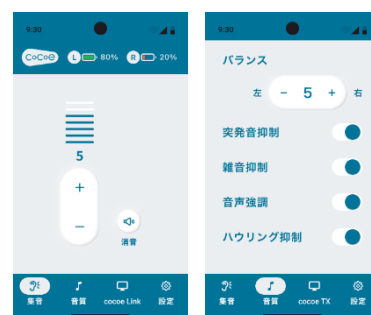 9:30
CoCoe L 80% R 20%
5
+
−
消音
集音 音質 cocoe Link 設定
9:30
バランス
左 − 5 + 右
突発音抑制
雑音抑制
音声強調
ハウリング抑制
集音 音質 cocoe TX 設定